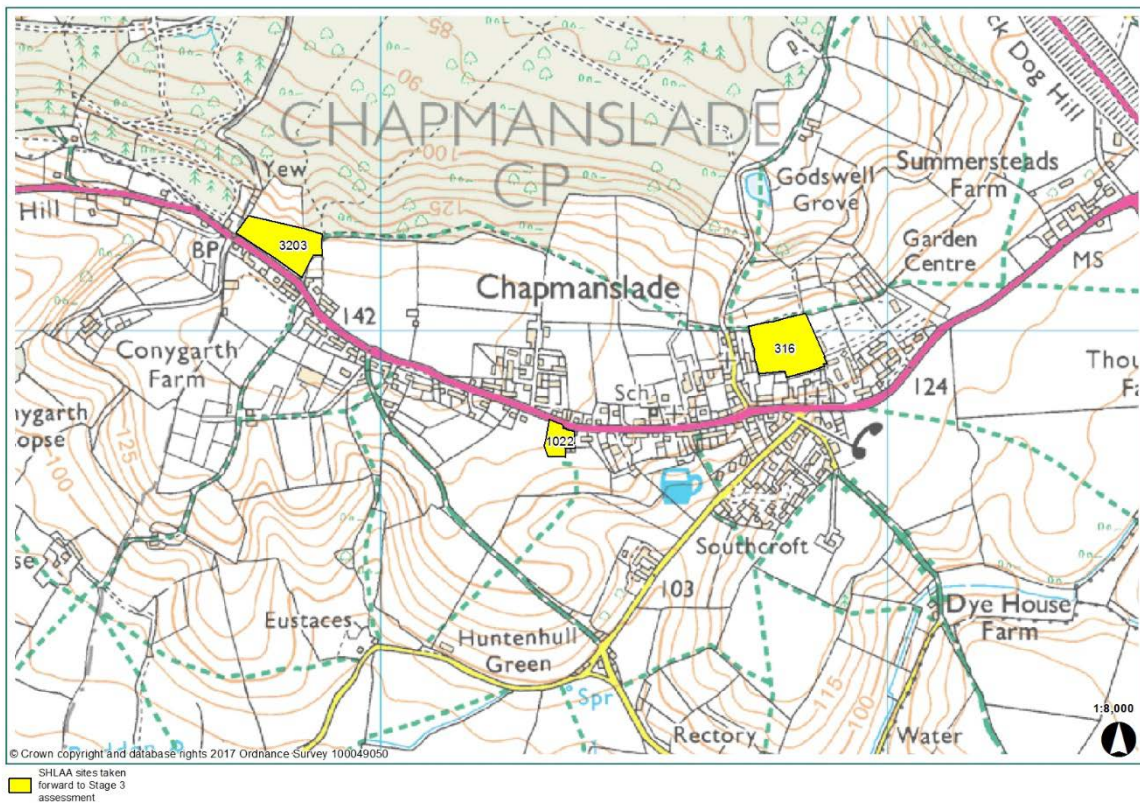 85
90
CHAPMANSLADE
CP
100
125
ck Dog Hill
Godswell
Grove
Summersteads
Farm
Yew
Hill
BP
3203
Garden
Centre
MS
Chapmanslade
142
316
Conygarth
Farm
Thou
Fa
Sch
124
nygarth
opse
125
100
1022
Southcroft
se
103
Dye House
Farm
Eustaces
Huntenhull
Green
Spr
115
100
Rectory
Water
1:8,000
© Crown copyright and database rights 2017 Ordnance Survey 100049050
SHLAA sites taken
forward to Stage 3
assessment